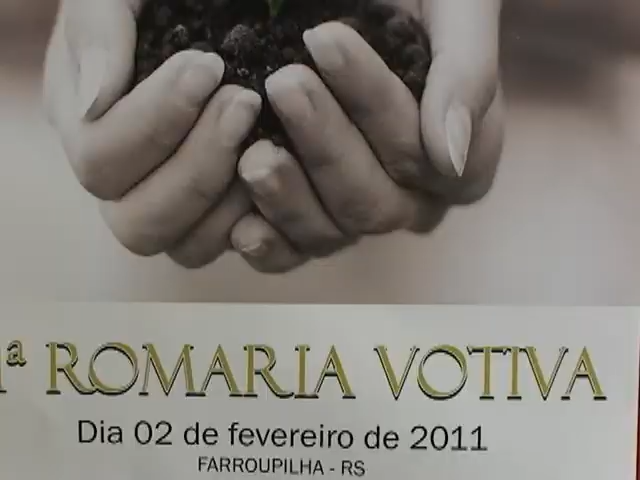 ª ROMARIA VOTIVA
Dia 02 de fevereiro de 2011
FARROUPILHA - RS